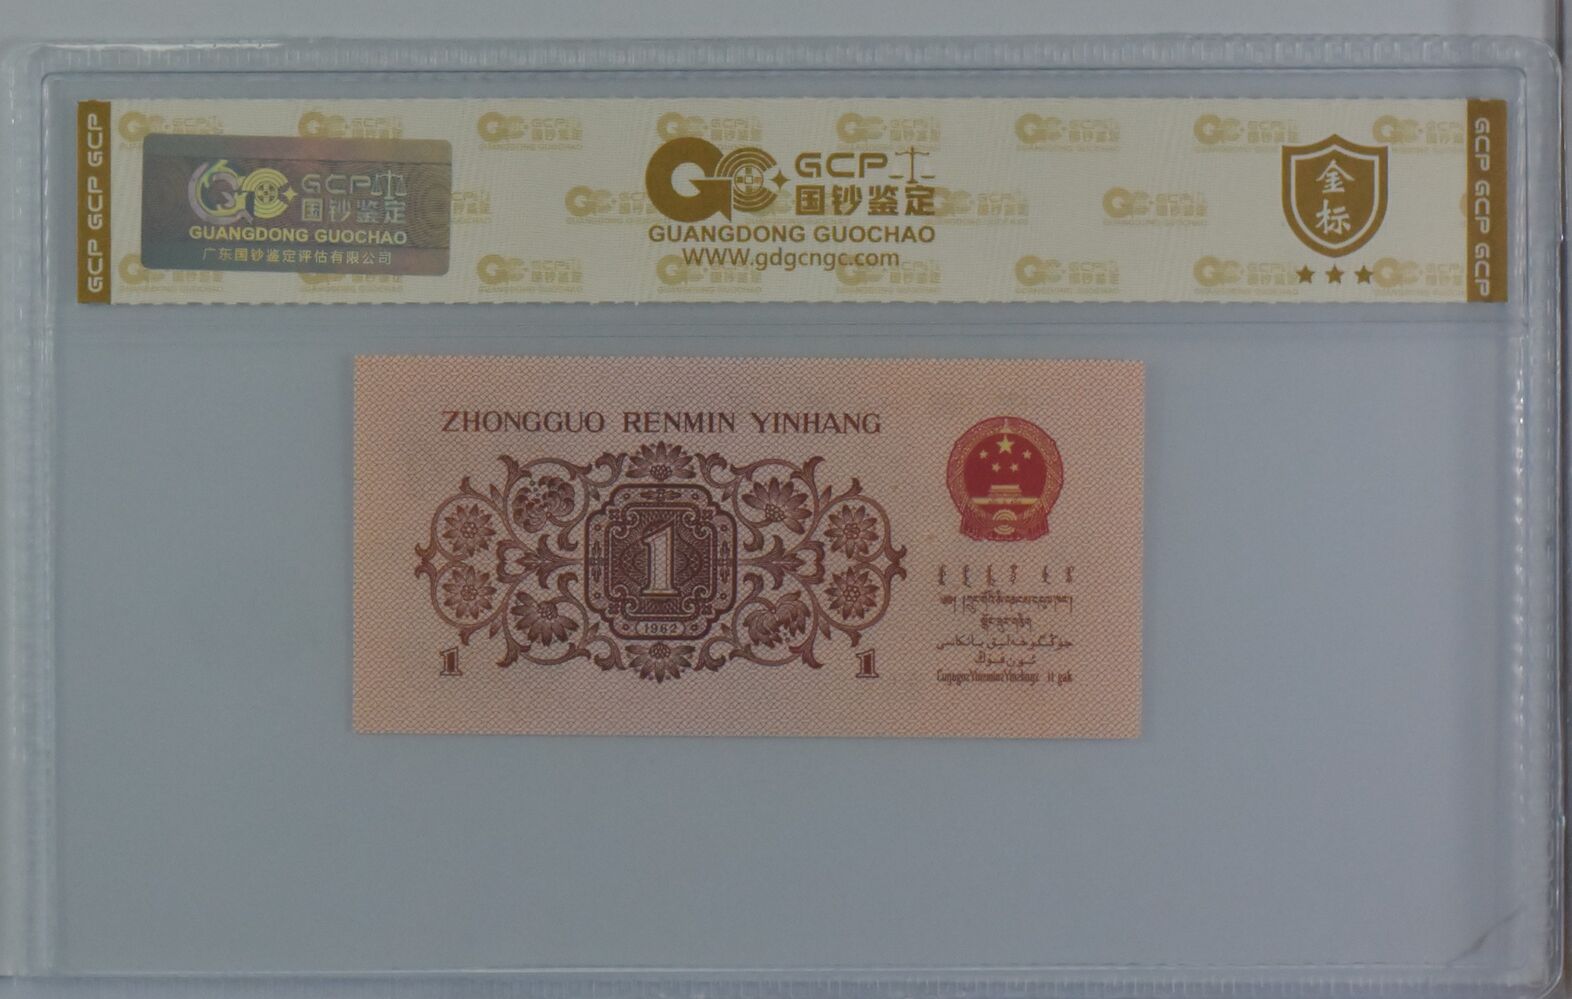 GCP GCP GCP
GCP
国钞鉴定
GUANGDONG GUOCHAO
广东国钞鉴定评估有限公司
GCP
国钞鉴定
GUANGDONG GUOCHAO
WWW.gdgcngc.com
金
标
GCP GCP GCP
ZHONGGUO RENMIN YINHANG
1
(1962)
1
1